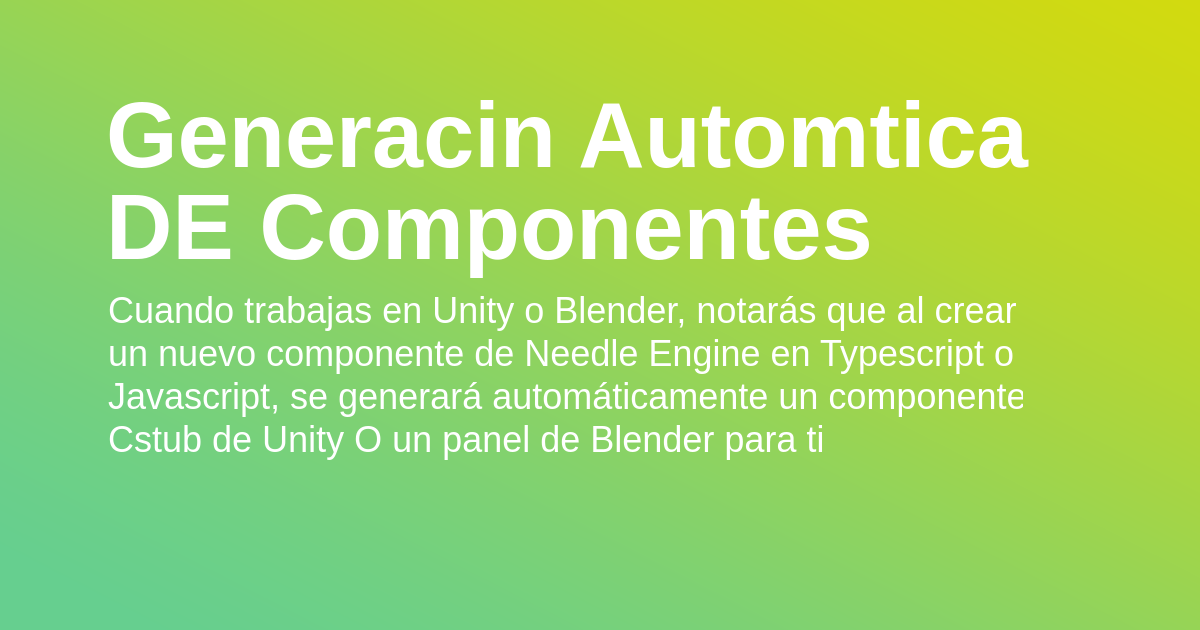 Generacin Automtica
DE Componentes
Cuando trabajas en Unity o Blender, notarás que al crear
un nuevo componente de Needle Engine en Typescript o
Javascript, se generará automáticamente un componente
Cstub de Unity O un panel de Blender para ti